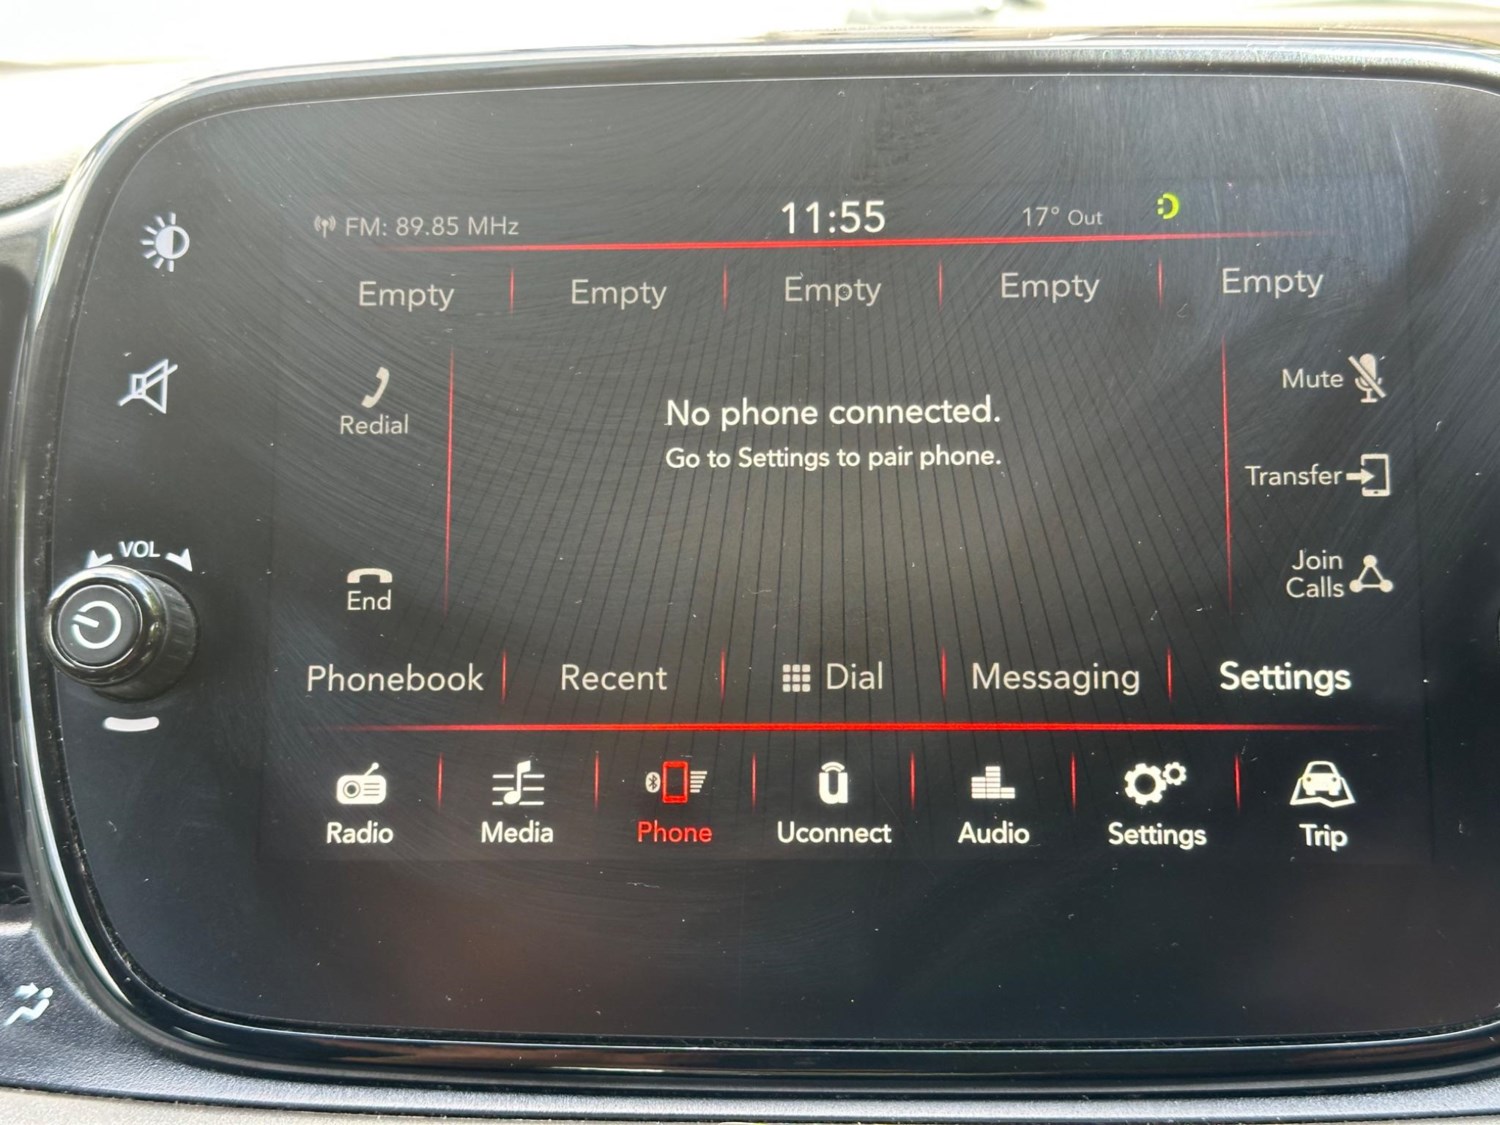 FM: 89.85 MHz 11:55 17° Out
Empty Empty Empty Empty Empty
Redial
No phone connected.
Go to Settings to pair phone.
Mute
Transfer
VOL
End
Join
Calls
Phonebook Recent Dial Messaging Settings
Radio Media Phone Uconnect Audio Settings Trip